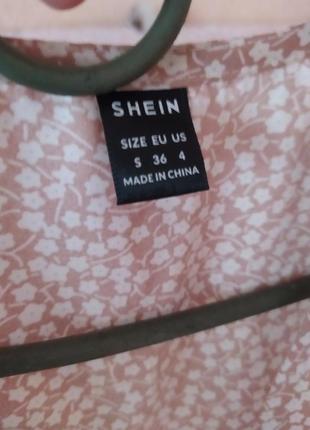 SHEIN
SIZE EU US
S 36 4
MADE IN CHINA